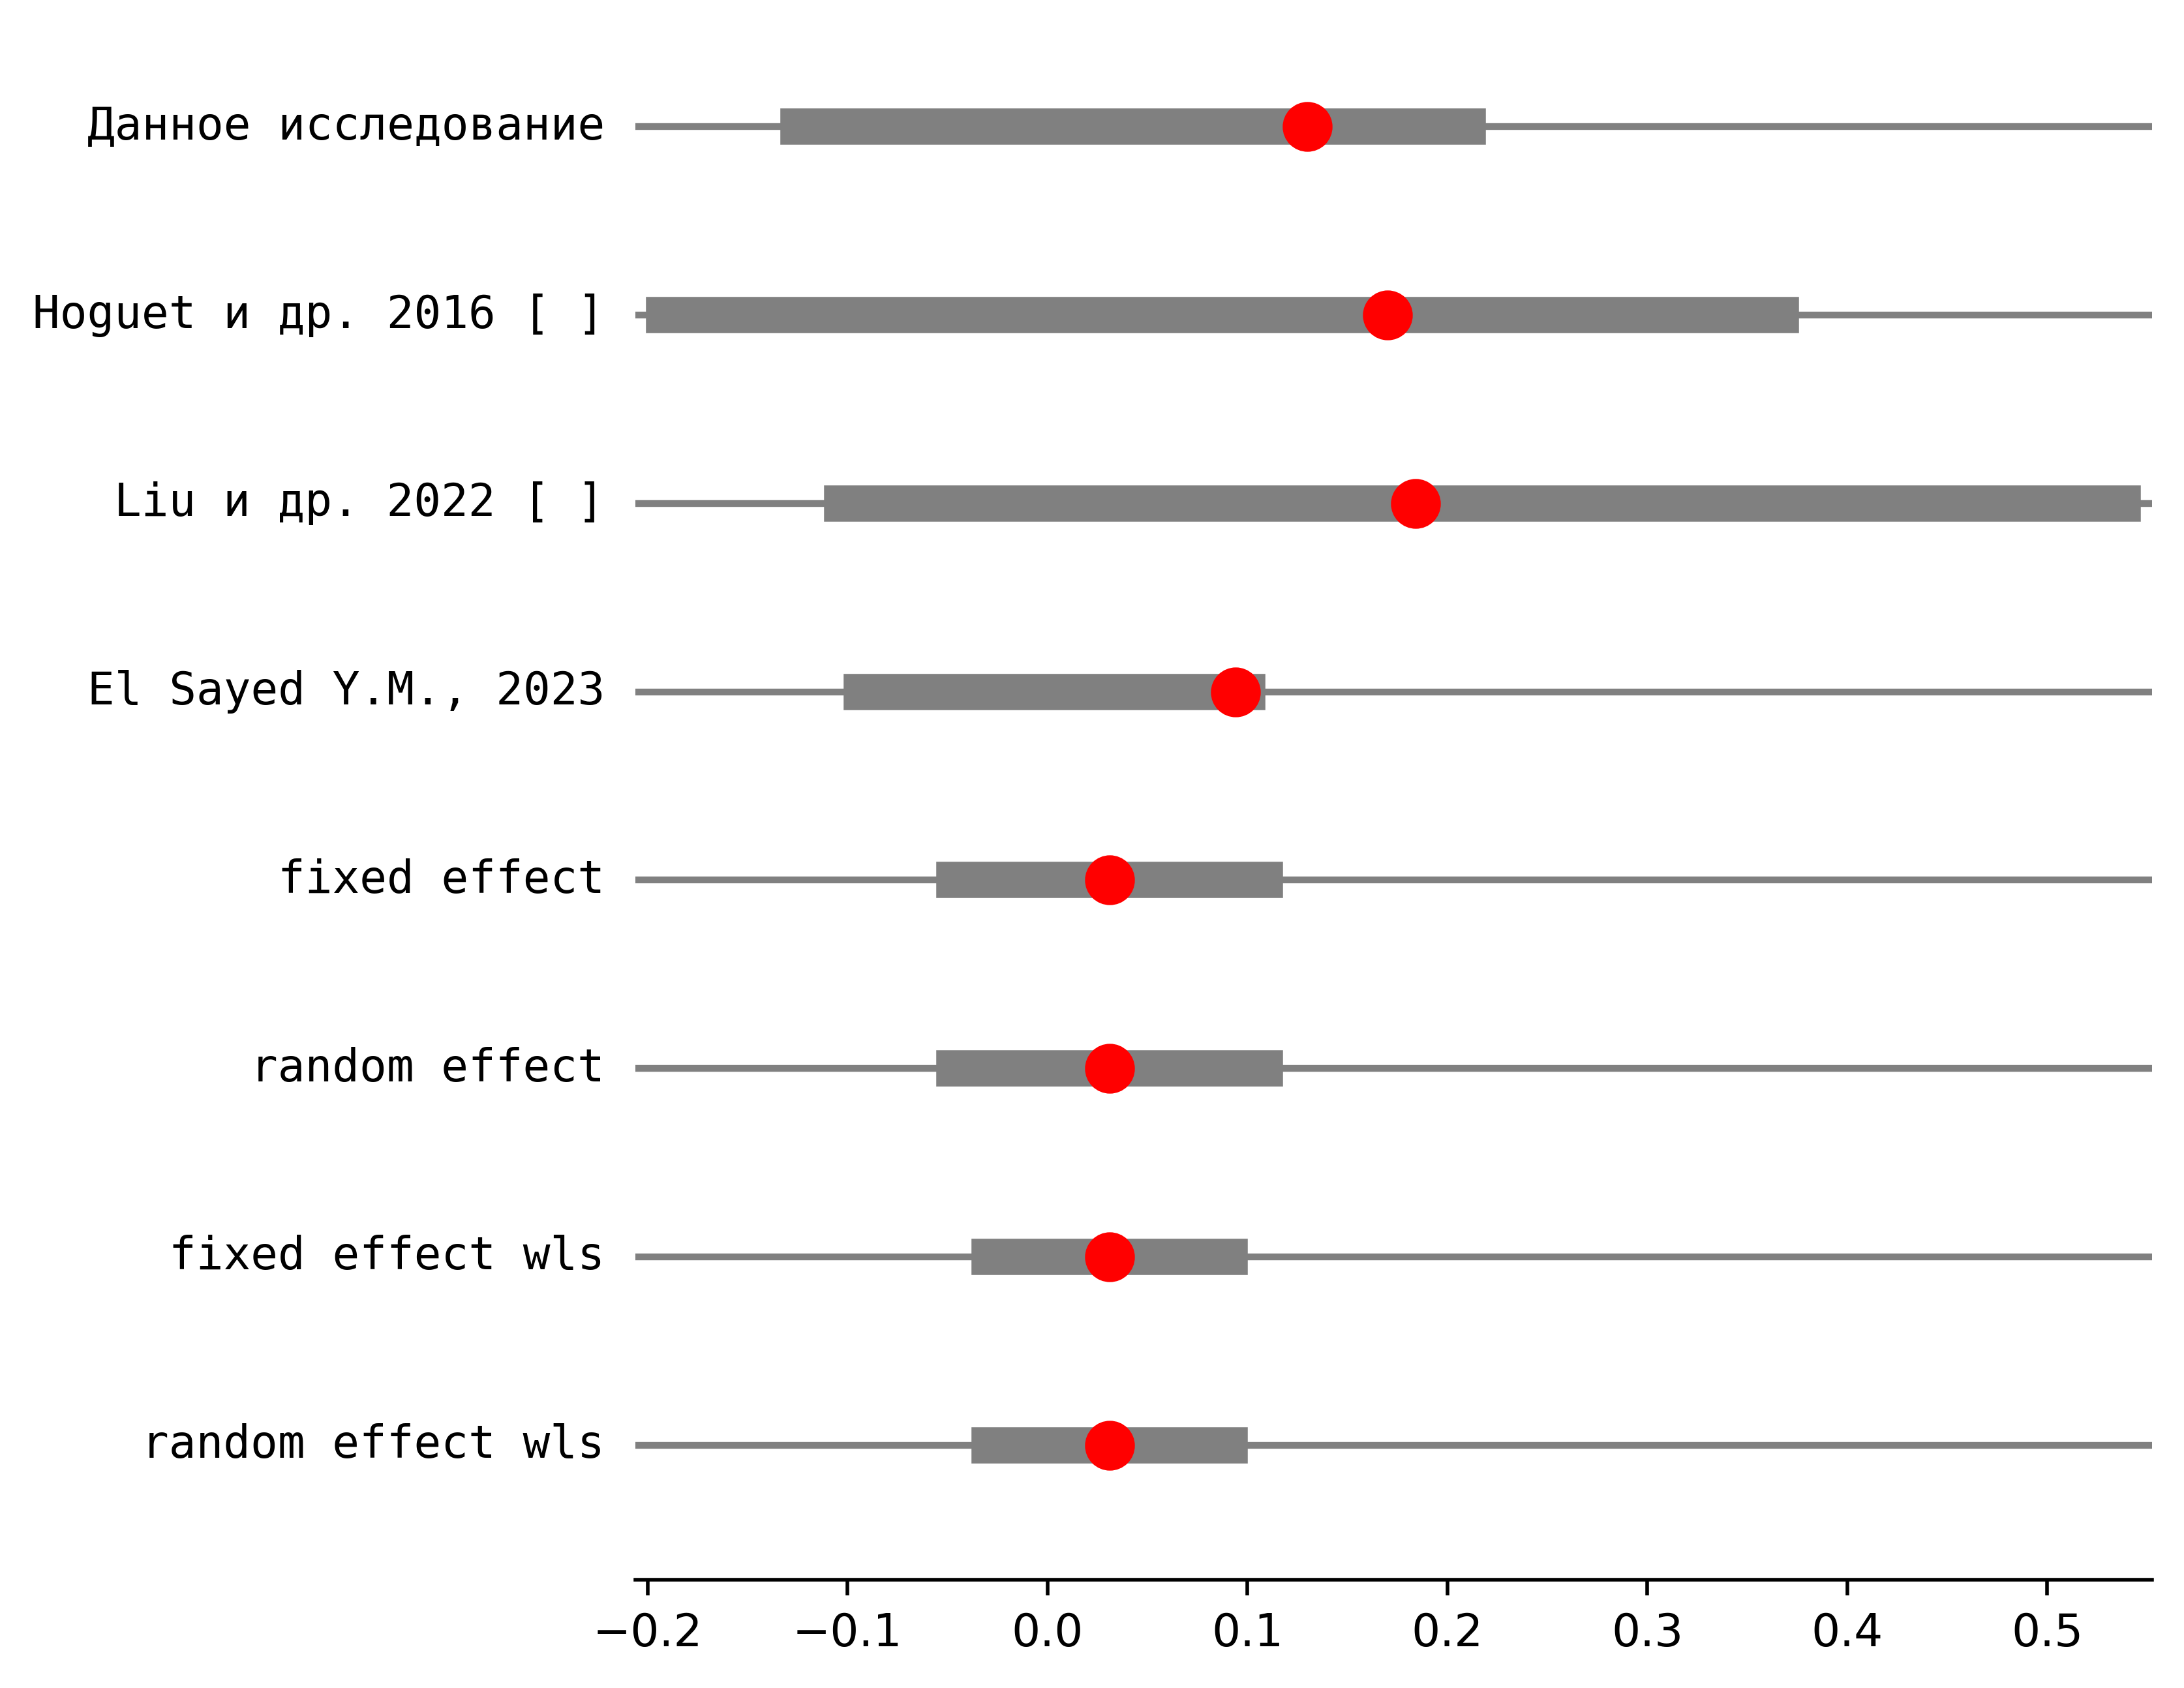 Данное исследование
Hoguet и др. 2016 [ ]
Liu и др. 2022 [ ]
El Sayed Y.M., 2023
fixed effect
random effect
fixed effect wls
random effect wls
−0.2 −0.1 0.0 0.1 0.2 0.3 0.4 0.5